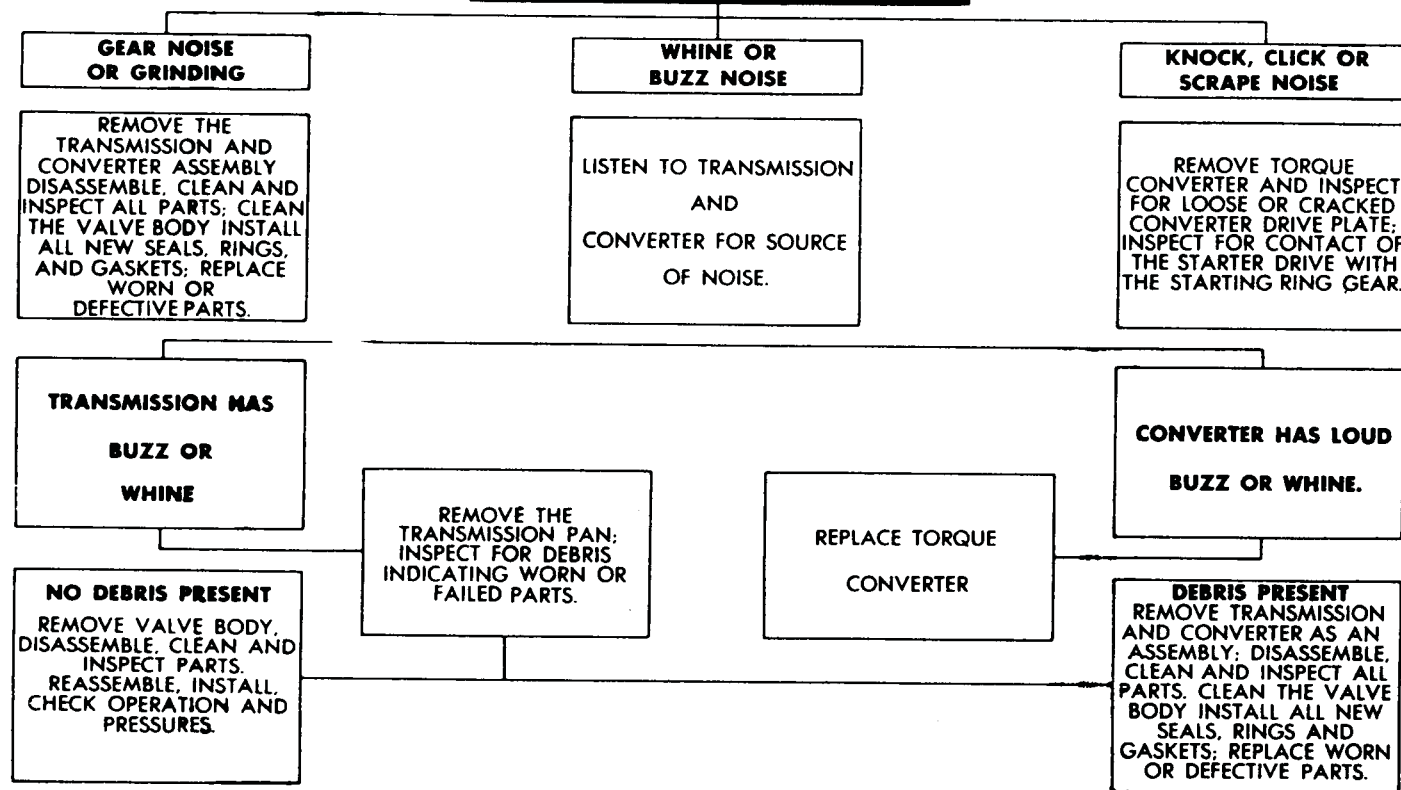 GEAR NOISE
OR GRINDING
WHINE OR
BUZZ NOISE
KNOCK, CLICK OR
SCRAPE NOISE
REMOVE THE
TRANSMISSION AND
CONVERTER ASSEMBLY
DISASSEMBLE, CLEAN AND
INSPECT ALL PARTS; CLEAN
THE VALVE BODY INSTALL
ALL NEW SEALS, RINGS,
AND GASKETS; REPLACE
WORN OR
DEFECTIVE PARTS.
LISTEN TO TRANSMISSION
AND
CONVERTER FOR SOURCE
OF NOISE.
REMOVE TORQUE
CONVERTER AND INSPECT
FOR LOOSE OR CRACKED
CONVERTER DRIVE PLATE;
INSPECT FOR CONTACT OF
THE STARTER DRIVE WITH
THE STARTING RING GEAR.
TRANSMISSION HAS
BUZZ OR
WHINE
CONVERTER HAS LOUD
BUZZ OR WHINE.
REMOVE THE
TRANSMISSION PAN;
INSPECT FOR DEBRIS
INDICATING WORN OR
FAILED PARTS.
REPLACE TORQUE
CONVERTER
NO DEBRIS PRESENT
REMOVE VALVE BODY,
DISASSEMBLE, CLEAN AND
INSPECT PARTS.
REASSEMBLE, INSTALL,
CHECK OPERATION AND
PRESSURES.
DEBRIS PRESENT
REMOVE TRANSMISSION
AND CONVERTER AS AN
ASSEMBLY; DISASSEMBLE,
CLEAN AND INSPECT ALL
PARTS. CLEAN THE VALVE
BODY INSTALL ALL NEW
SEALS, RINGS AND
GASKETS; REPLACE WORN
OR DEFECTIVE PARTS.